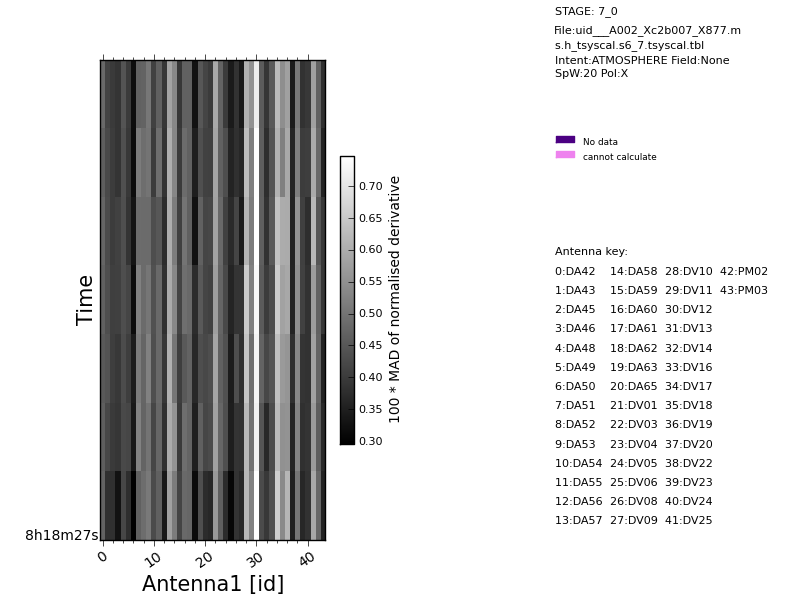 STAGE: 7_0
File:uid___A002_Xc2b007_X877.m
s.h_tsyscal.s6_7.tsyscal.tbl
Intent:ATMOSPHERE Field:None
SpW:20 Pol:X
No data
cannot calculate
Time
8h18m27s
0 10 20 30 40
Antenna1 [id]
0.70
0.65
0.60
0.55
0.50
0.45
0.40
0.35
0.30
100 * MAD of normalised derivative
Antenna key:
0:DA42 14:DA58 28:DV10 42:PM02
1:DA43 15:DA59 29:DV11 43:PM03
2:DA45 16:DA60 30:DV12
3:DA46 17:DA61 31:DV13
4:DA48 18:DA62 32:DV14
5:DA49 19:DA63 33:DV16
6:DA50 20:DA65 34:DV17
7:DA51 21:DV01 35:DV18
8:DA52 22:DV03 36:DV19
9:DA53 23:DV04 37:DV20
10:DA54 24:DV05 38:DV22
11:DA55 25:DV06 39:DV23
12:DA56 26:DV08 40:DV24
13:DA57 27:DV09 41:DV25